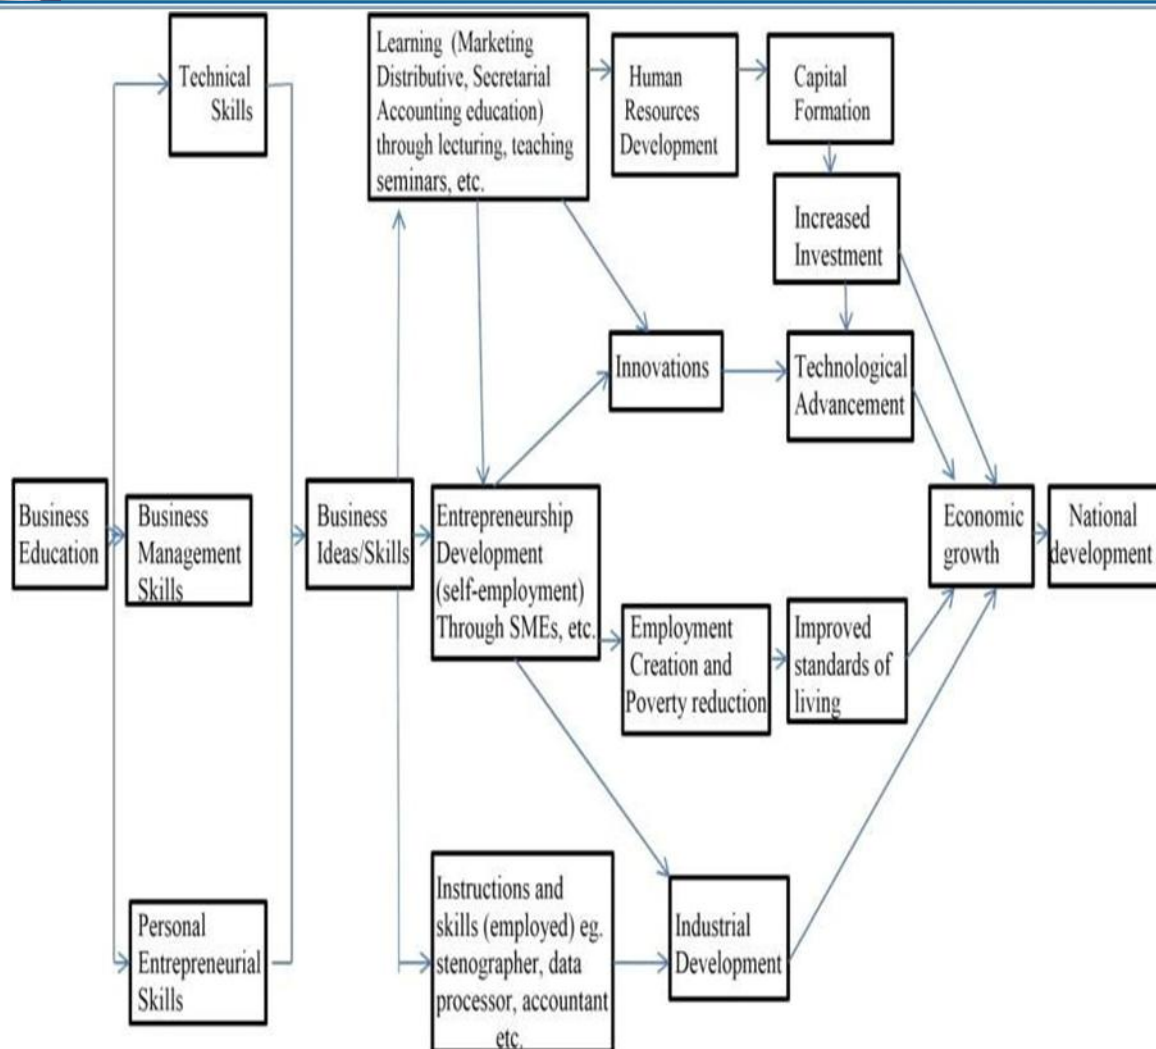 Technical
Skills
Learning (Marketing
Distributive, Secretarial
Accounting education)
through lecturing, teaching
seminars, etc.
Human
Resources
Development
Capital
Formation
Increased
Investment
Innovations
Technological
Advancement
Business
Education
Business
Management
Skills
Business
Ideas/Skills
Entrepreneurship
Development
(self-employment)
Through SMEs, etc.
Economic
growth
National
development
Employment
Creation and
Poverty reduction
Improved
standards of
living
Personal
Entrepreneurial
Skills
Instructions and
skills (employed) eg.
stenographer, data
processor, accountant
etc.
Industrial
Development